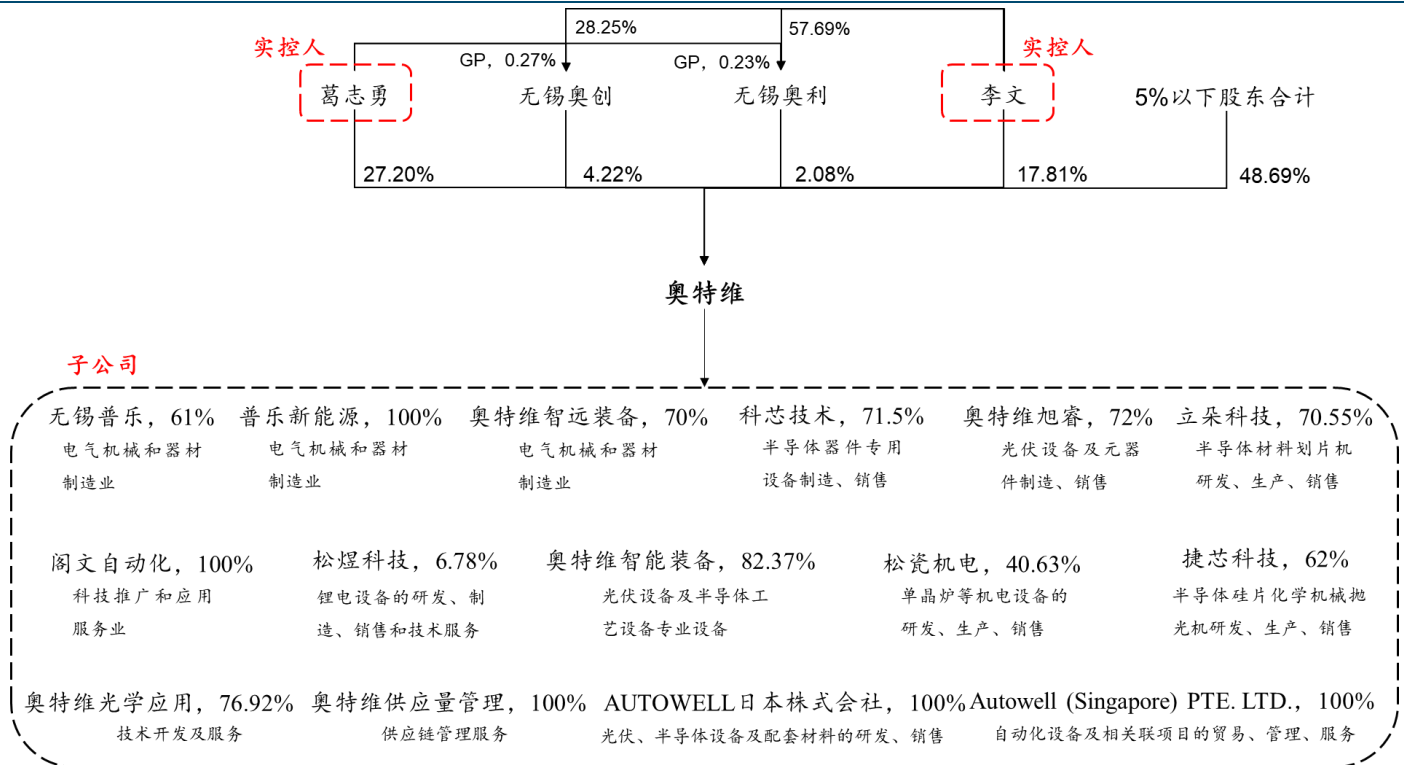 28.25%
57.69%
实控人
实控人
GP，0.27%
GP，0.23%
葛志勇
无锡奥创
无锡奥利
李文
5%以下股东合计
27.20%
4.22%
2.08%
17.81%
48.69%
奥特维
子公司
无锡普乐，61%
电气机械和器材
制造业
普乐新能源，100%
电气机械和器材
制造业
奥特维智远装备，70%
电气机械和器材
制造业
科芯技术，71.5%
半导体器件专用
设备制造、销售
奥特维旭睿，72%
光伏设备及元器
件制造、销售
立朵科技，70.55%
半导体材料划片机
研发、生产、销售
阁文自动化，100%
科技推广和应用
服务业
松煜科技，6.78%
锂电设备的研发、制
造、销售和技术服务
奥特维智能装备，82.37%
光伏设备及半导体工
艺设备专业设备
松瓷机电，40.63%
单晶炉等机电设备的
研发、生产、销售
捷芯科技，62%
半导体硅片化学机械抛
光机研发、生产、销售
奥特维光学应用，76.92%
技术开发及服务
奥特维供应量管理，100%
供应链管理服务
AUTOWELL日本株式会社，100%
光伏、半导体设备及配套材料的研发、销售
Autowell (Singapore) PTE. LTD.，100%
自动化设备及相关联项目的贸易、管理、服务